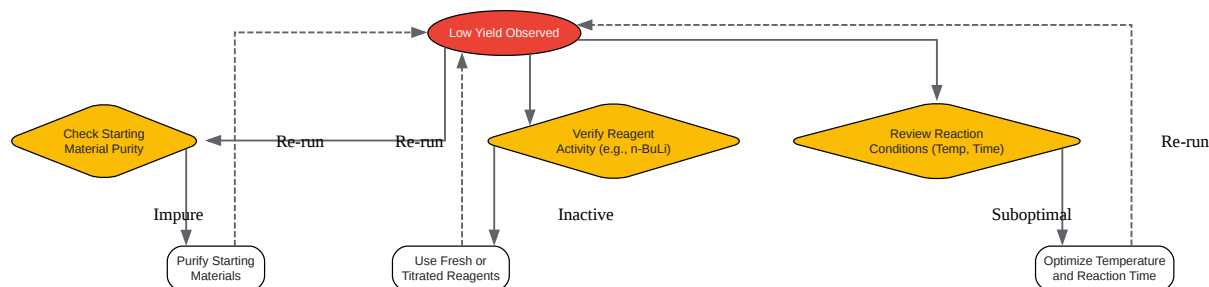 Low Yield Observed
Check Starting
Material Purity
Re-run
Re-run
Verify Reagent
Activity (e.g., n-BuLi)
Review Reaction
Conditions (Temp, Time)
Re-run
Impure
Inactive
Suboptimal
Purify Starting
Materials
Use Fresh or
Titrated Reagents
Optimize Temperature
and Reaction Time